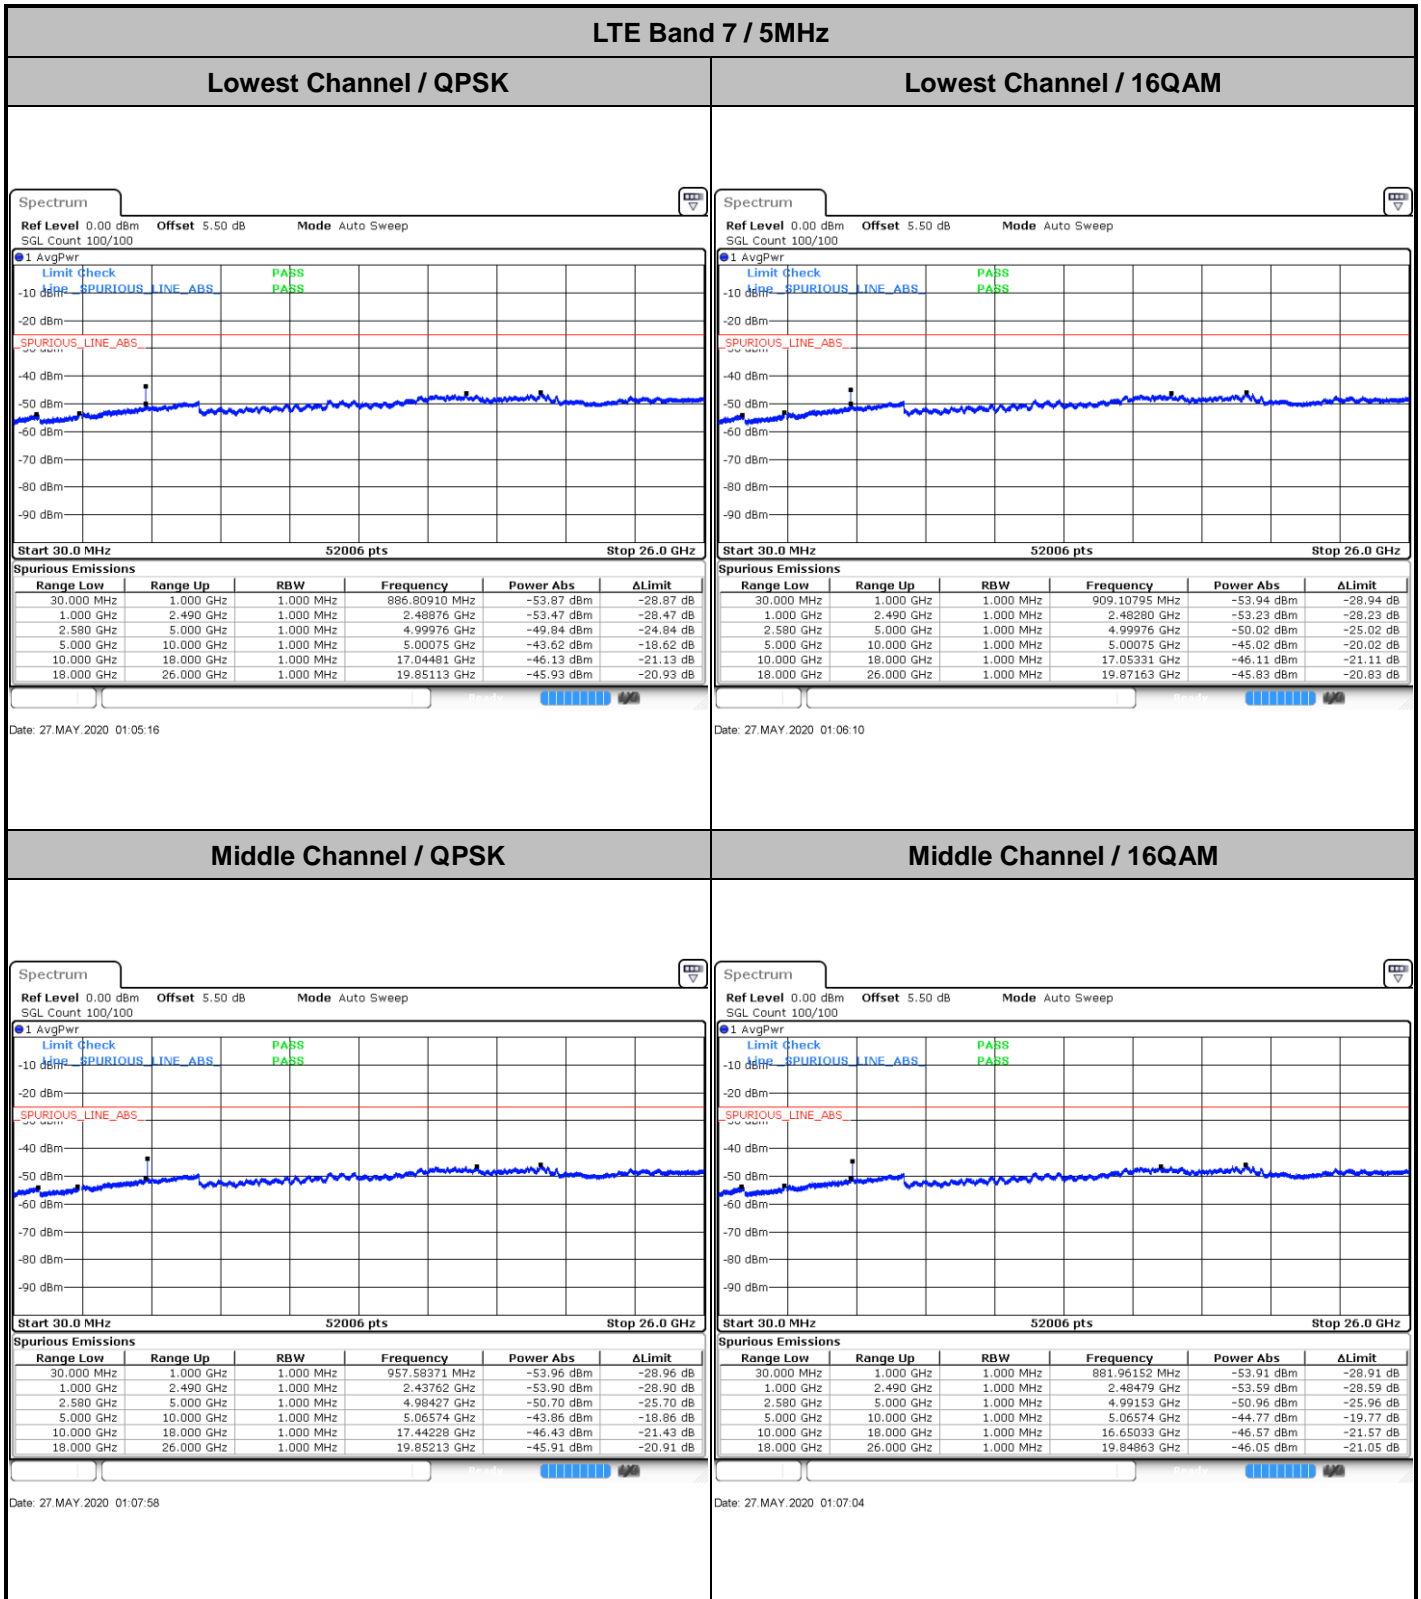 LTE Band 7 / 5MHz
Lowest Channel / QPSK
Lowest Channel / 16QAM
Spectrum
Ref Level 0.00 dBm Offset 5.50 dB Mode Auto Sweep
SGL Count 100/100
1 AvgPwr
Limit Check PASS
Line _SPURIOUS_LINE_ABS_ PASS
-10 dBm
-20 dBm
_SPURIOUS_LINE_ABS_
-30 dBm
-40 dBm
-50 dBm
-60 dBm
-70 dBm
-80 dBm
-90 dBm
Start 30.0 MHz 52006 pts Stop 26.0 GHz
Spurious Emissions
Range Low Range Up RBW Frequency Power Abs ΔLimit
30.000 MHz 1.000 GHz 1.000 MHz 886.80910 MHz -53.87 dBm -28.87 dB
1.000 GHz 2.490 GHz 1.000 MHz 2.48876 GHz -53.47 dBm -28.47 dB
2.580 GHz 5.000 GHz 1.000 MHz 4.99976 GHz -49.84 dBm -24.84 dB
5.000 GHz 10.000 GHz 1.000 MHz 5.00075 GHz -43.62 dBm -18.62 dB
10.000 GHz 18.000 GHz 1.000 MHz 17.04481 GHz -46.13 dBm -21.13 dB
18.000 GHz 26.000 GHz 1.000 MHz 19.85113 GHz -45.93 dBm -20.93 dB
Date: 27.MAY.2020 01:05:16
Spectrum
Ref Level 0.00 dBm Offset 5.50 dB Mode Auto Sweep
SGL Count 100/100
1 AvgPwr
Limit Check PASS
Line _SPURIOUS_LINE_ABS_ PASS
-10 dBm
-20 dBm
_SPURIOUS_LINE_ABS_
-30 dBm
-40 dBm
-50 dBm
-60 dBm
-70 dBm
-80 dBm
-90 dBm
Start 30.0 MHz 52006 pts Stop 26.0 GHz
Spurious Emissions
Range Low Range Up RBW Frequency Power Abs ΔLimit
30.000 MHz 1.000 GHz 1.000 MHz 909.10795 MHz -53.94 dBm -28.94 dB
1.000 GHz 2.490 GHz 1.000 MHz 2.48280 GHz -53.23 dBm -28.23 dB
2.580 GHz 5.000 GHz 1.000 MHz 4.99976 GHz -50.02 dBm -25.02 dB
5.000 GHz 10.000 GHz 1.000 MHz 5.00075 GHz -45.02 dBm -20.02 dB
10.000 GHz 18.000 GHz 1.000 MHz 17.05331 GHz -46.11 dBm -21.11 dB
18.000 GHz 26.000 GHz 1.000 MHz 19.87163 GHz -45.83 dBm -20.83 dB
Date: 27.MAY.2020 01:06:10
Middle Channel / QPSK
Middle Channel / 16QAM
Spectrum
Ref Level 0.00 dBm Offset 5.50 dB Mode Auto Sweep
SGL Count 100/100
1 AvgPwr
Limit Check PASS
Line _SPURIOUS_LINE_ABS_ PASS
-10 dBm
-20 dBm
_SPURIOUS_LINE_ABS_
-30 dBm
-40 dBm
-50 dBm
-60 dBm
-70 dBm
-80 dBm
-90 dBm
Start 30.0 MHz 52006 pts Stop 26.0 GHz
Spurious Emissions
Range Low Range Up RBW Frequency Power Abs ΔLimit
30.000 MHz 1.000 GHz 1.000 MHz 957.58371 MHz -53.96 dBm -28.96 dB
1.000 GHz 2.490 GHz 1.000 MHz 2.43762 GHz -53.90 dBm -28.90 dB
2.580 GHz 5.000 GHz 1.000 MHz 4.98427 GHz -50.70 dBm -25.70 dB
5.000 GHz 10.000 GHz 1.000 MHz 5.06574 GHz -43.86 dBm -18.86 dB
10.000 GHz 18.000 GHz 1.000 MHz 17.44228 GHz -46.43 dBm -21.43 dB
18.000 GHz 26.000 GHz 1.000 MHz 19.85213 GHz -45.91 dBm -20.91 dB
Date: 27.MAY.2020 01:07:58
Spectrum
Ref Level 0.00 dBm Offset 5.50 dB Mode Auto Sweep
SGL Count 100/100
1 AvgPwr
Limit Check PASS
Line _SPURIOUS_LINE_ABS_ PASS
-10 dBm
-20 dBm
_SPURIOUS_LINE_ABS_
-30 dBm
-40 dBm
-50 dBm
-60 dBm
-70 dBm
-80 dBm
-90 dBm
Start 30.0 MHz 52006 pts Stop 26.0 GHz
Spurious Emissions
Range Low Range Up RBW Frequency Power Abs ΔLimit
30.000 MHz 1.000 GHz 1.000 MHz 881.96152 MHz -53.91 dBm -28.91 dB
1.000 GHz 2.490 GHz 1.000 MHz 2.48479 GHz -53.59 dBm -28.59 dB
2.580 GHz 5.000 GHz 1.000 MHz 4.99153 GHz -50.96 dBm -25.96 dB
5.000 GHz 10.000 GHz 1.000 MHz 5.06574 GHz -44.77 dBm -19.77 dB
10.000 GHz 18.000 GHz 1.000 MHz 16.65033 GHz -46.57 dBm -21.57 dB
18.000 GHz 26.000 GHz 1.000 MHz 19.84863 GHz -46.05 dBm -21.05 dB
Date: 27.MAY.2020 01:07:04